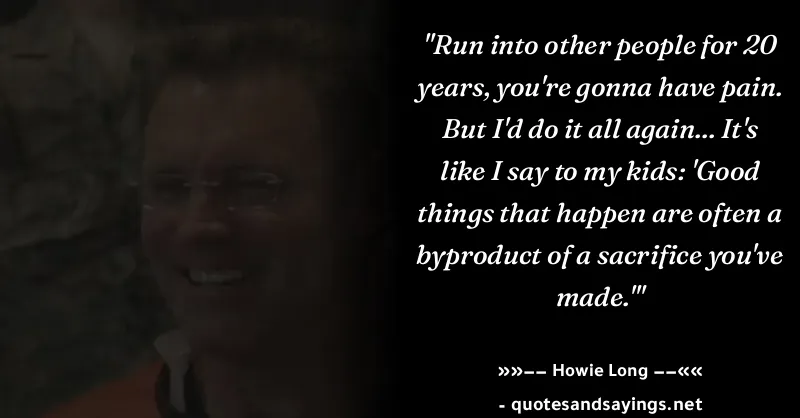 "Run into other people for 20
years, you're gonna have pain.
But I'd do it all again... It's
like I say to my kids: 'Good
things that happen are often a
byproduct of a sacrifice you've
made.'"
»»–– Howie Long ––««
- quotesandsayings.net